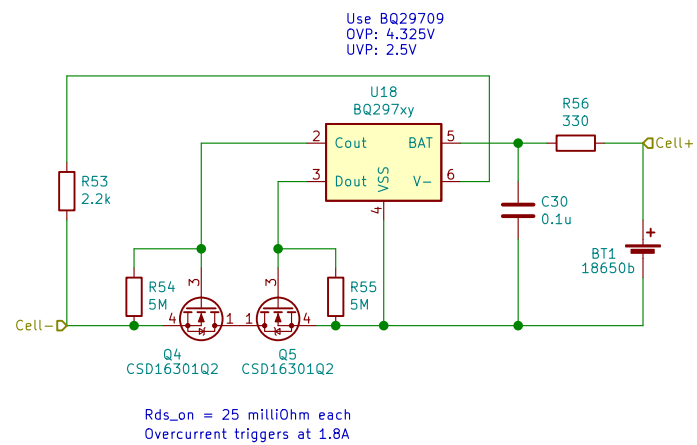 Use BQ29709
OVP: 4.325V
UVP: 2.5V
U18
BQ297xy
R56
330
2 Cout BAT 5
Cell+
R53
2.2k
3 Dout VSS V- 6
4
C30
0.1u
BT1
18650b
+
R54
5M
3
3
R55
5M
Cell-
4 1 1 4
Q4
CSD16301Q2
Q5
CSD16301Q2
Rds_on = 25 milliOhm each
Overcurrent triggers at 1.8A